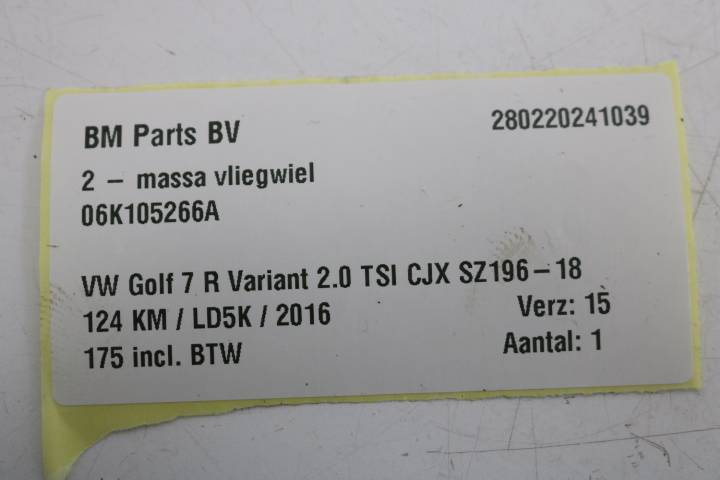 BM Parts BV 280220241039
2 – massa vliegwiel
06K105266A
VW Golf 7 R Variant 2.0 TSI CJX SZ196–18
124 KM / LD5K / 2016 Verz: 15
175 incl. BTW Aantal: 1